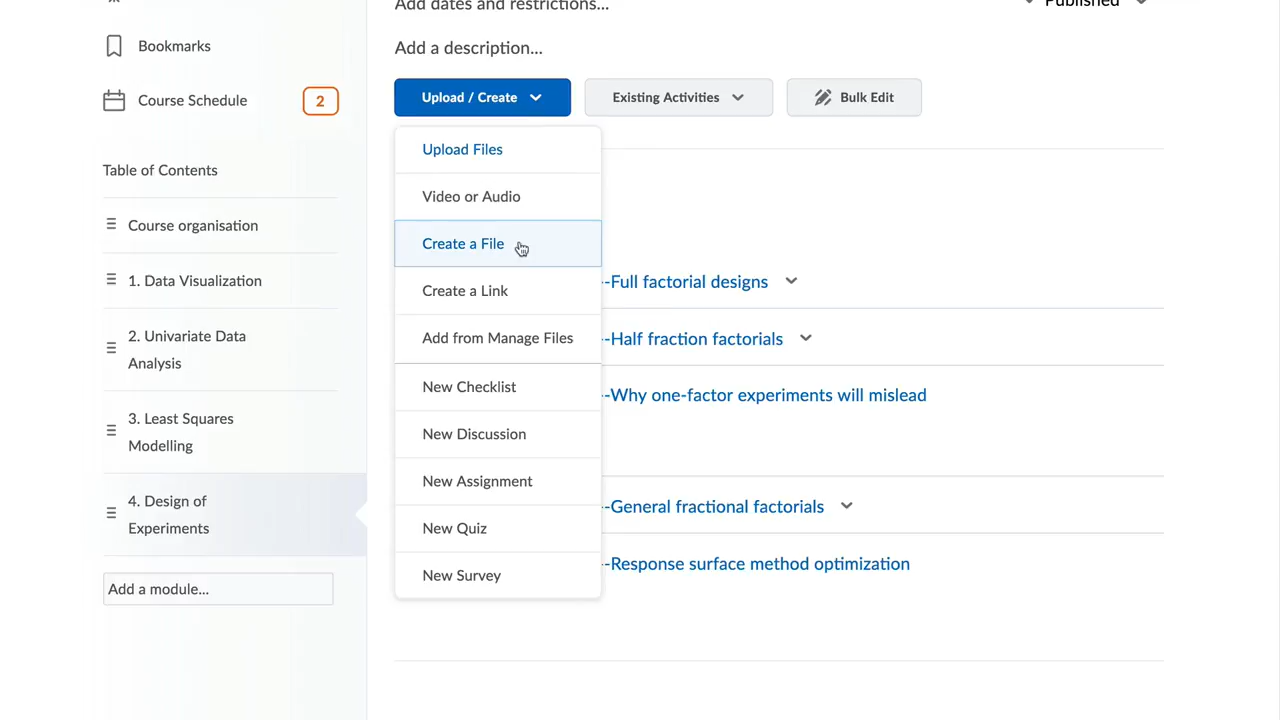 Add dates and restrictions...
Published
Bookmarks
Add a description...
Course Schedule
2
Upload / Create
Existing Activities
Bulk Edit
Table of Contents
Course organisation
1. Data Visualization
2. Univariate Data
Analysis
3. Least Squares
Modelling
4. Design of
Experiments
Add a module...
Upload Files
Video or Audio
Create a File
Create a Link
Add from Manage Files
New Checklist
New Discussion
New Assignment
New Quiz
New Survey
--Full factorial designs
--Half fraction factorials
--Why one-factor experiments will mislead
--General fractional factorials
--Response surface method optimization